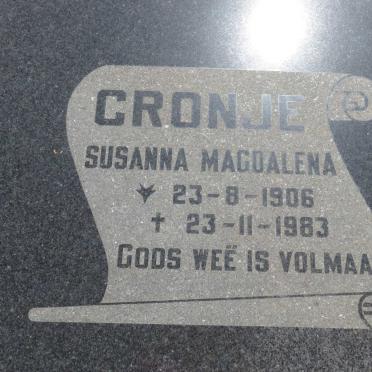 CRONJE
SUSANNA MAGDALENA
23-8-1906
✝ 23-11-1983
GODS WEË IS VOLMAA